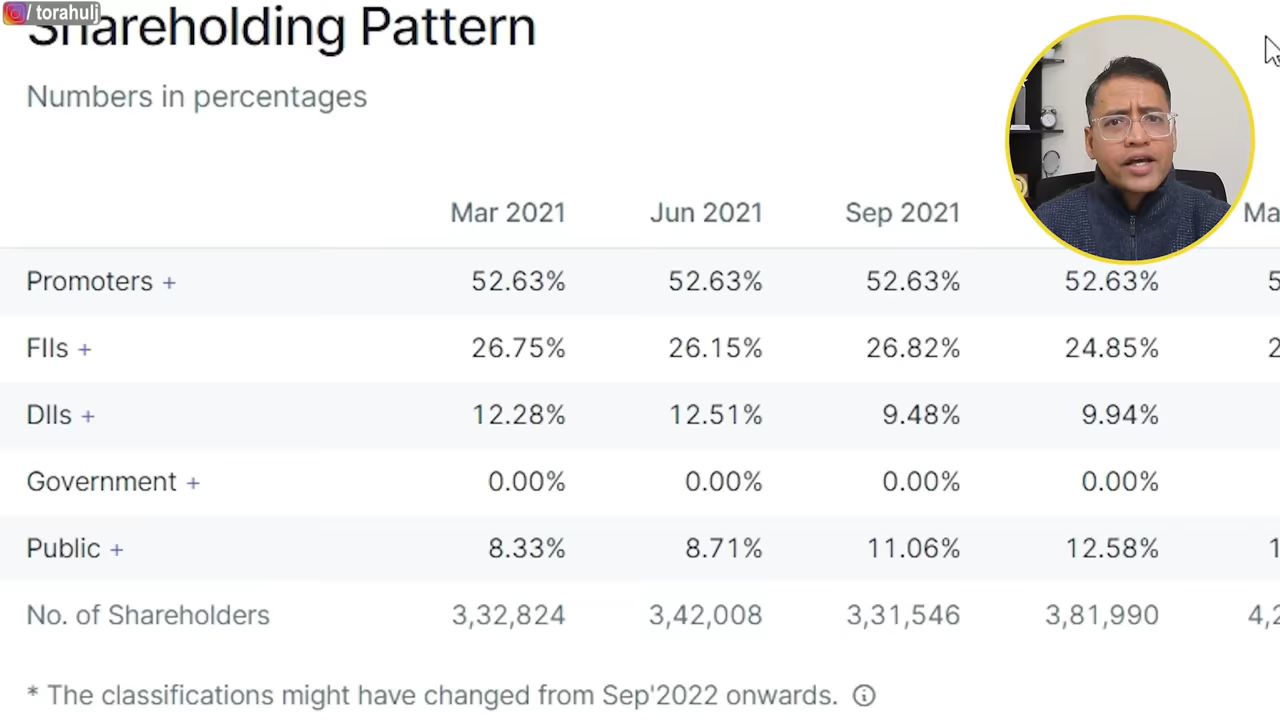 / torahulj
Shareholding Pattern
Numbers in percentages
Mar 2021 Jun 2021 Sep 2021
Promoters + 52.63% 52.63% 52.63% 52.63%
FIIs + 26.75% 26.15% 26.82% 24.85%
DIIs + 12.28% 12.51% 9.48% 9.94%
Government + 0.00% 0.00% 0.00% 0.00%
Public + 8.33% 8.71% 11.06% 12.58%
No. of Shareholders 3,32,824 3,42,008 3,31,546 3,81,990
* The classifications might have changed from Sep'2022 onwards.